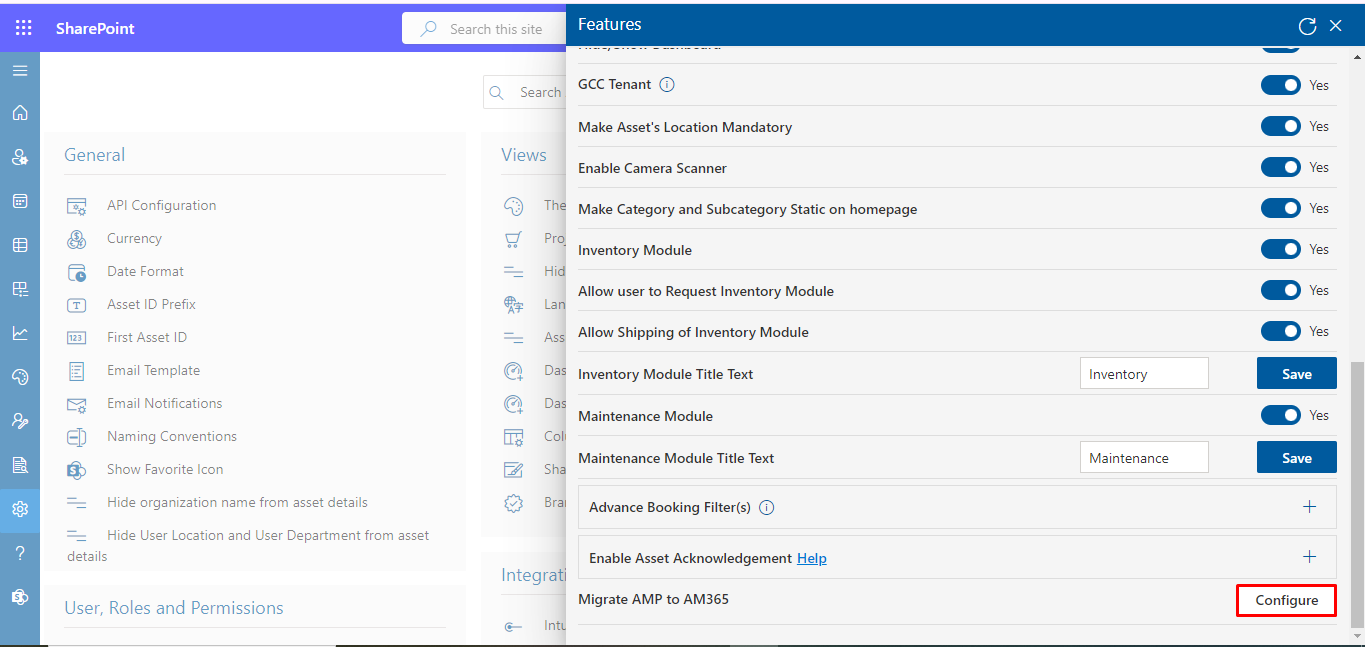 SharePoint
Search this site
Features
Search
GCC Tenant
Yes
Make Asset's Location Mandatory
Yes
Enable Camera Scanner
Yes
Make Category and Subcategory Static on homepage
Yes
Inventory Module
Yes
Allow user to Request Inventory Module
Yes
Allow Shipping of Inventory Module
Yes
Inventory Module Title Text
Inventory
Save
Maintenance Module
Yes
Maintenance Module Title Text
Maintenance
Save
Advance Booking Filter(s)
Enable Asset Acknowledgement Help
Migrate AMP to AM365
Configure
General
API Configuration
Currency
Date Format
Asset ID Prefix
First Asset ID
Email Template
Email Notifications
Naming Conventions
Show Favorite Icon
Hide organization name from asset details
Hide User Location and User Department from asset
details
User, Roles and Permissions
Views
The
Proj
Hid
Lan
Ass
Das
Das
Colu
Sha
Bran
Integrati
Intu